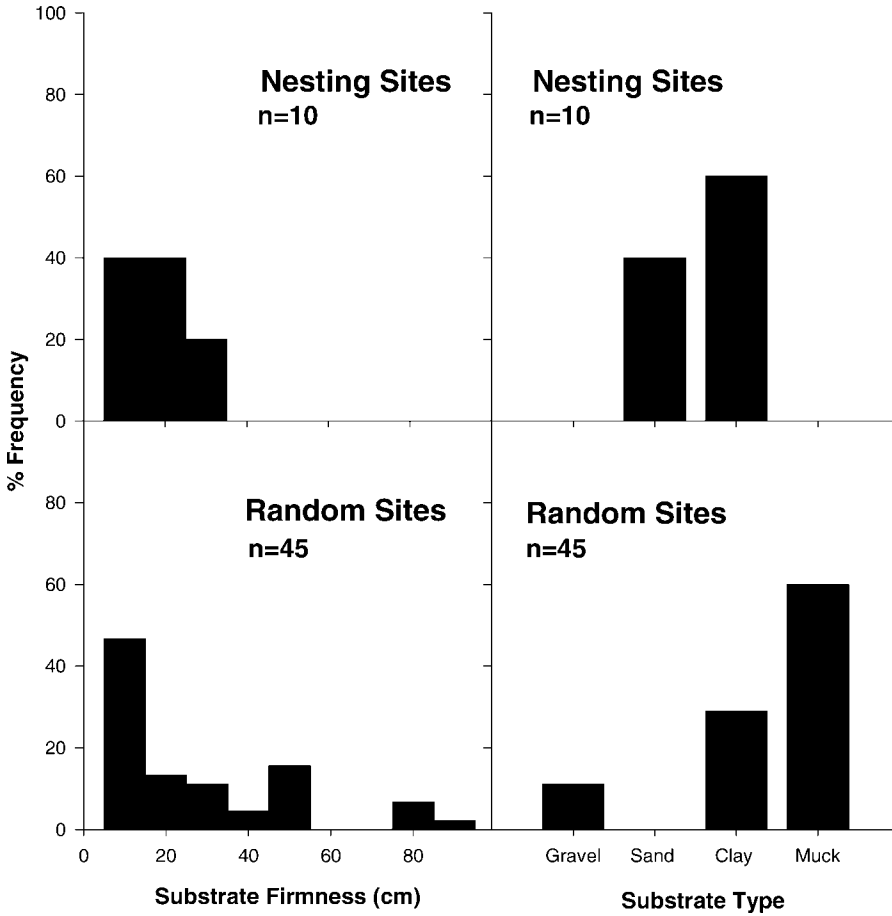 100
80
60
40
20
0
Nesting Sites
n=10
Nesting Sites
n=10
% Frequency
80
60
40
20
0
Random Sites
n=45
Random Sites
n=45
0 20 40 60 80
Gravel Sand Clay Muck
Substrate Firmness (cm)
Substrate Type